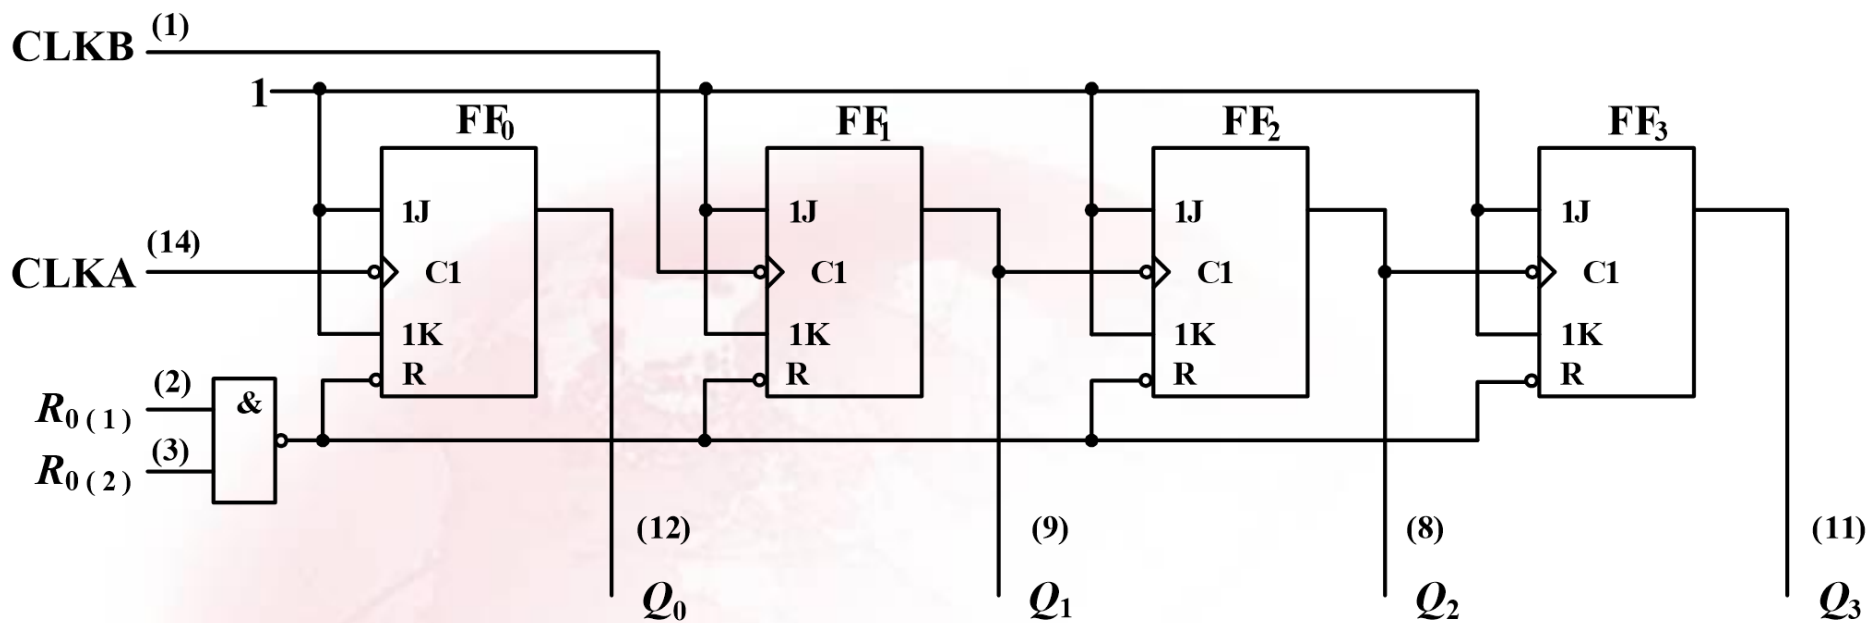 CLKB (1)
1
FF0 FF1 FF2 FF3
1J 1J 1J 1J
CLKA (14) C1 C1 C1 C1
1K 1K 1K 1K
R R R R
R0(1) (2) &
R0(2) (3)
(12) (9) (8) (11)
Q0 Q1 Q2 Q3